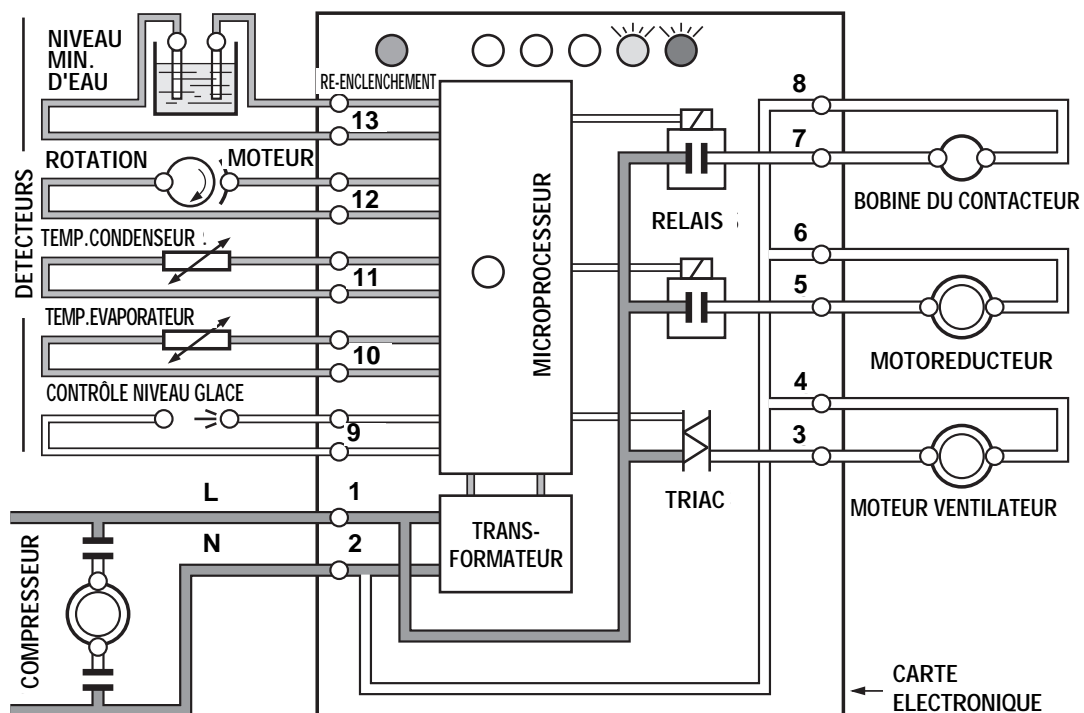 NIVEAU
MIN.
D'EAU
RE-ENCLENCHEMENT
13
ROTATION
MOTEUR
12
TEMP.CONDENSEUR
11
TEMP.EVAPORATEUR
10
CONTRÔLE NIVEAU GLACE
9
DETECTEURS
L
1
N
2
COMPRESSEUR
MICROPROCESSEUR
TRANS-
FORMATEUR
RELAIS
TRIAC
8
7
BOBINE DU CONTACTEUR
6
5
MOTOREDUCTEUR
4
3
MOTEUR VENTILATEUR
CARTE
ELECTRONIQUE